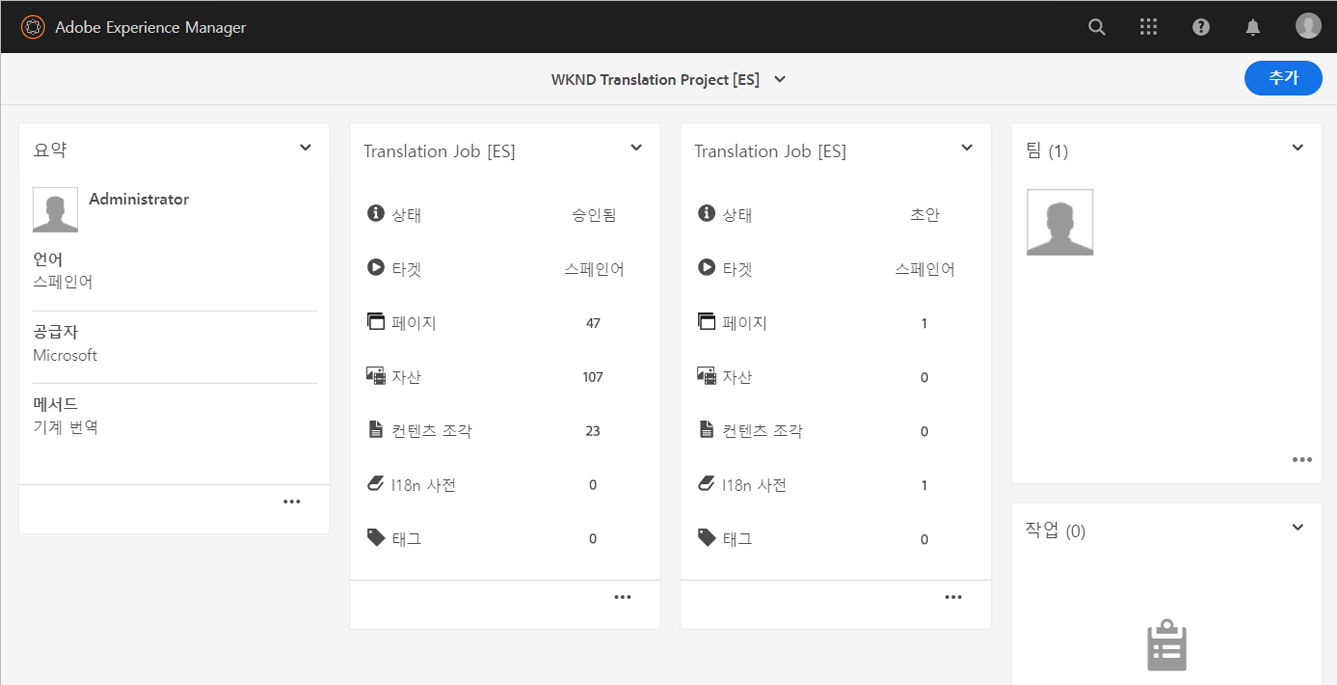 Adobe Experience Manager
WKND Translation Project [ES]
추가
요약
Administrator
언어
스페인어
공급자
Microsoft
메서드
기계 번역
Translation Job [ES]
상태 승인됨
타겟 스페인어
페이지 47
자산 107
컨텐츠 조각 23
I18n 사전 0
태그 0
Translation Job [ES]
상태 초안
타겟 스페인어
페이지 1
자산 0
컨텐츠 조각 0
I18n 사전 1
태그 0
팀 (1)
작업 (0)